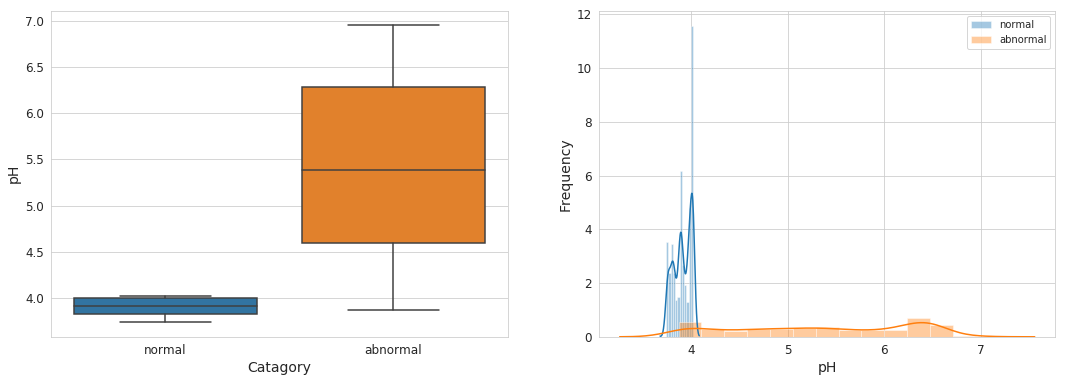 7.0
6.5
6.0
5.5
5.0
4.5
4.0
pH
normal abnormal
Catagory
12
10
8
6
4
2
0
Frequency
normal
abnormal
4 5 6 7
pH